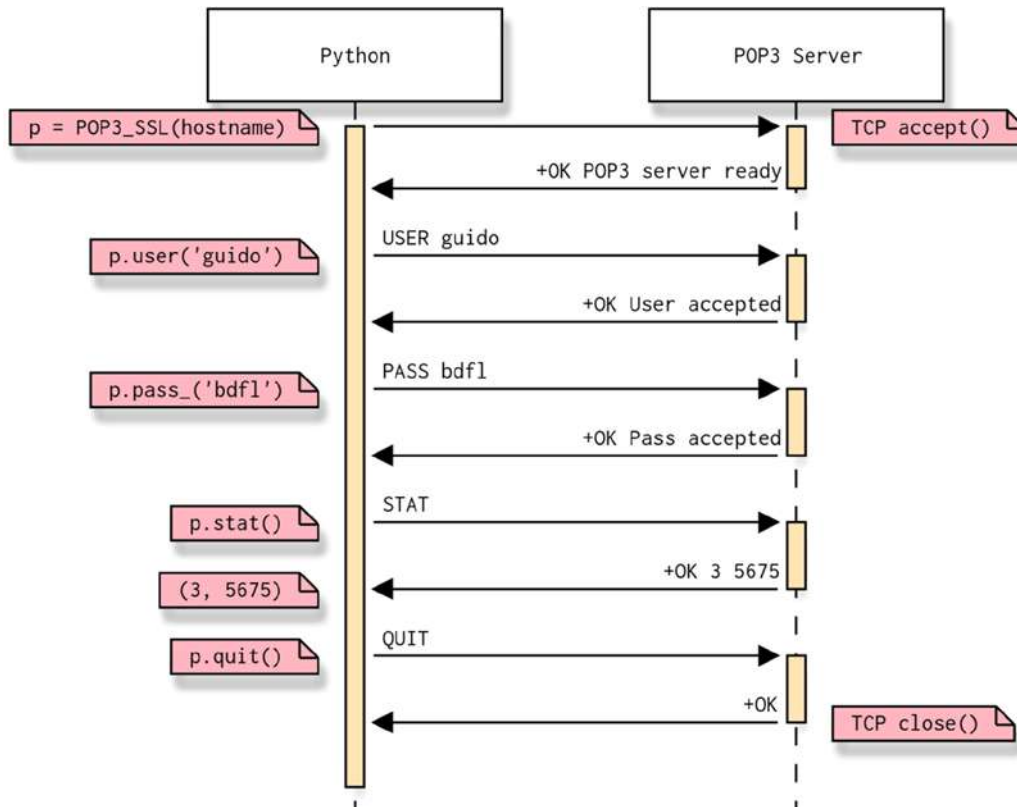 Python
POP3 Server
p = POP3_SSL(hostname)
TCP accept()
+OK POP3 server ready
USER guido
p.user('guido')
+OK User accepted
PASS bdfl
p.pass_('bdfl')
+OK Pass accepted
STAT
p.stat()
+OK 3 5675
(3, 5675)
QUIT
p.quit()
+OK
TCP close()